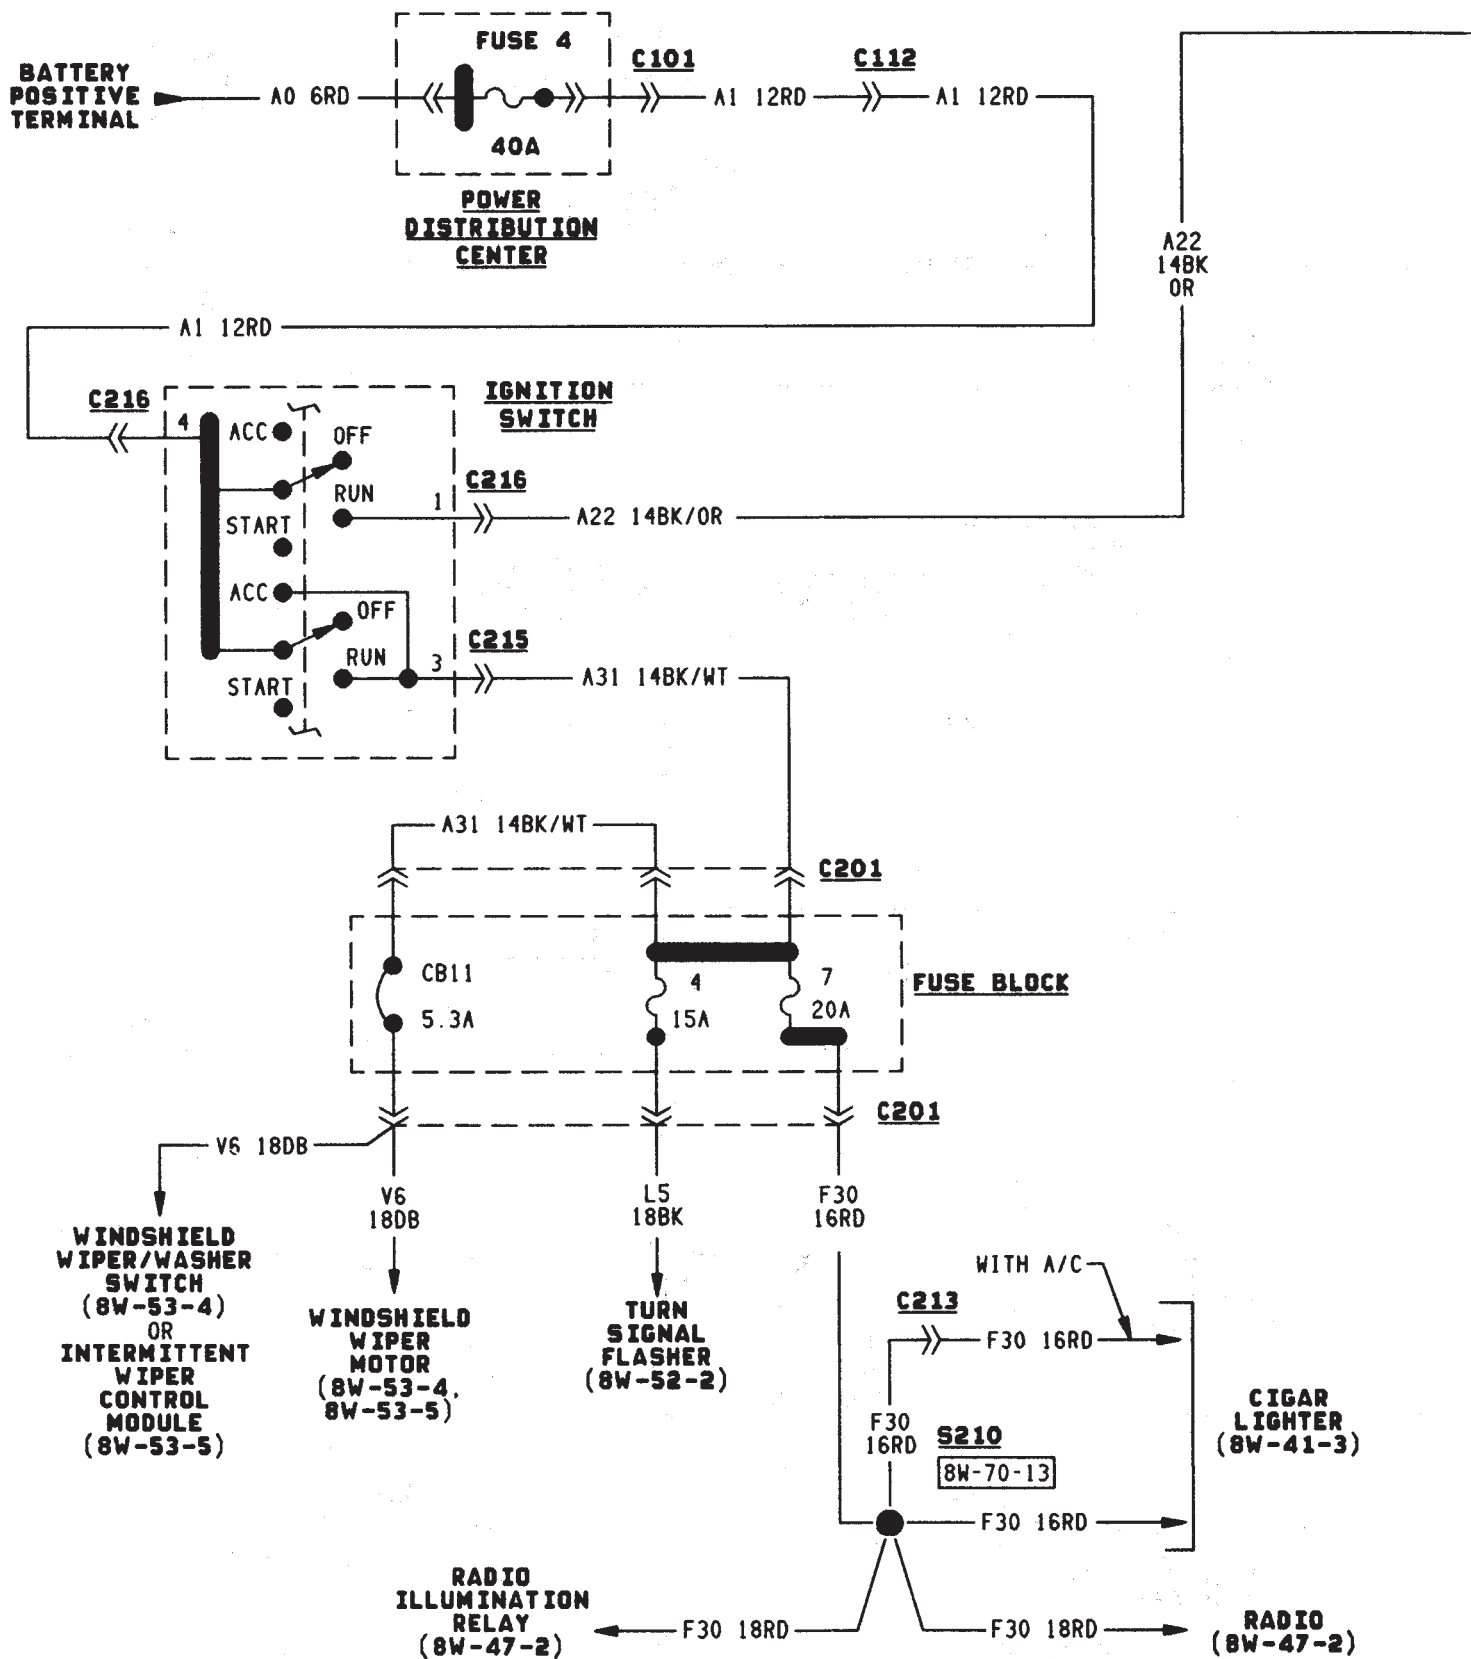 FUSE 4
C101
C112
BATTERY
POSITIVE
TERMINAL
A0 6RD
A1 12RD
A1 12RD
40A
POWER
DISTRIBUTION
CENTER
A22
14BK
OR
A1 12RD
IGNITION
SWITCH
C216
4
ACC
OFF
C216
RUN
1
A22 14BK/OR
START
ACC
OFF
C215
RUN
3
A31 14BK/WT
START
A31 14BK/WT
C201
CB11
4
7
FUSE BLOCK
5.3A
15A
20A
C201
V6 18DB
V6
18DB
L5
18BK
F30
16RD
WINDSHIELD
WIPER/WASHER
SWITCH
(8W-53-4)
OR
INTERMITTENT
WIPER
CONTROL
MODULE
(8W-53-5)
WINDSHIELD
WIPER
MOTOR
(8W-53-4,
8W-53-5)
TURN
SIGNAL
FLASHER
(8W-52-2)
WITH A/C
C213
F30 16RD
CIGAR
LIGHTER
(8W-41-3)
F30
16RD
S210
8W-70-13
F30 16RD
RADIO
ILLUMINATION
RELAY
(8W-47-2)
F30 18RD
F30 18RD
RADIO
(8W-47-2)